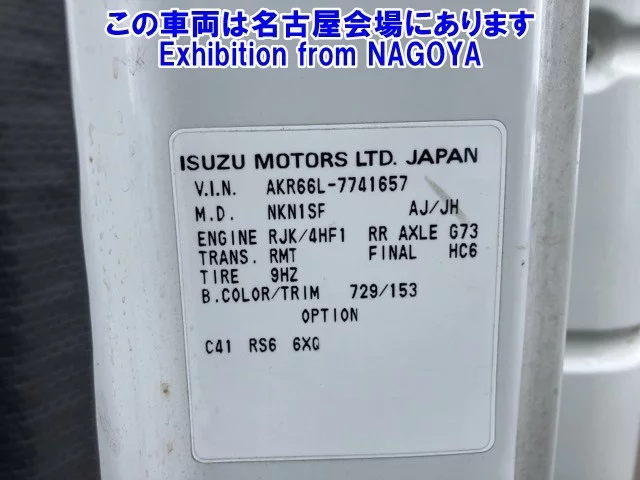 この車両は名古屋会場にあります
Exhibition from NAGOYA
ISUZU MOTORS LTD. JAPAN
V.I.N. AKR66L-7741657
M.D. NKN1SF AJ/JH
ENGINE RJK/4HF1 RR AXLE G73
TRANS. RMT FINAL HC6
TIRE 9HZ
B.COLOR/TRIM 729/153
OPTION
C41 RS6 6XQ